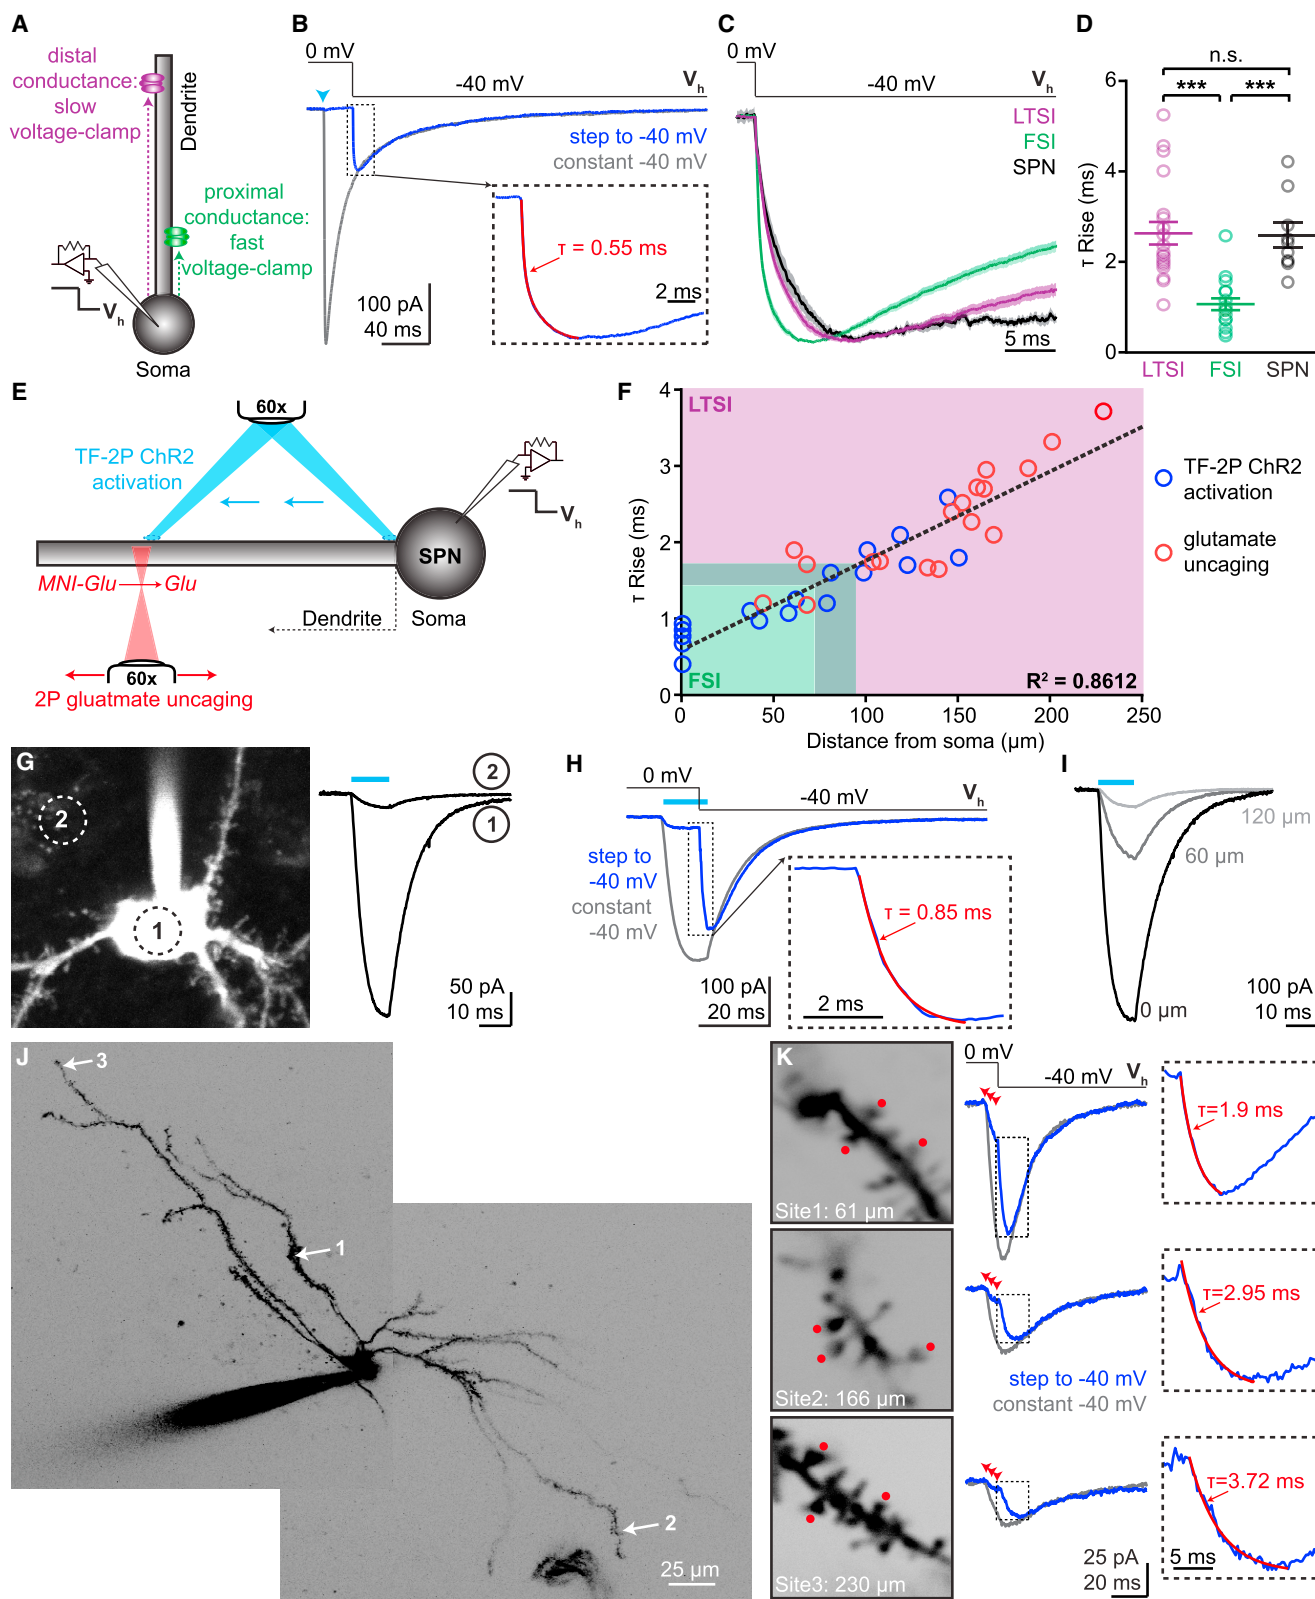 A
distal
conductance:
slow
voltage-clamp
Dendrite
proximal
conductance:
fast
voltage-clamp
Vh
Soma
B
0 mV
-40 mV
Vh
step to -40 mV
constant -40 mV
τ = 0.55 ms
2 ms
100 pA
40 ms
C
0 mV
-40 mV
Vh
LTSI
FSI
SPN
5 ms
D
n.s.
*** ***
τ Rise (ms)
6
4
2
0
LTSI FSI SPN
E
60x
TF-2P ChR2
activation
Vh
SPN
MNI-Glu Glu
Dendrite
Soma
60x
2P gluatmate uncaging
F
τ Rise (ms)
4
3
2
1
0
LTSI
FSI
R² = 0.8612
0 50 100 150 200 250
Distance from soma (µm)
TF-2P ChR2
activation
glutamate
uncaging
G
2
1
2
1
50 pA
10 ms
H
0 mV
-40 mV
Vh
step to
-40 mV
constant
-40 mV
τ = 0.85 ms
2 ms
100 pA
20 ms
I
120 µm
60 µm
0 µm
100 pA
10 ms
J
3
1
2
25 µm
K
Site1: 61 µm
Site2: 166 µm
Site3: 230 µm
0 mV
-40 mV
Vh
τ=1.9 ms
τ=2.95 ms
step to -40 mV
constant -40 mV
τ=3.72 ms
5 ms
25 pA
20 ms